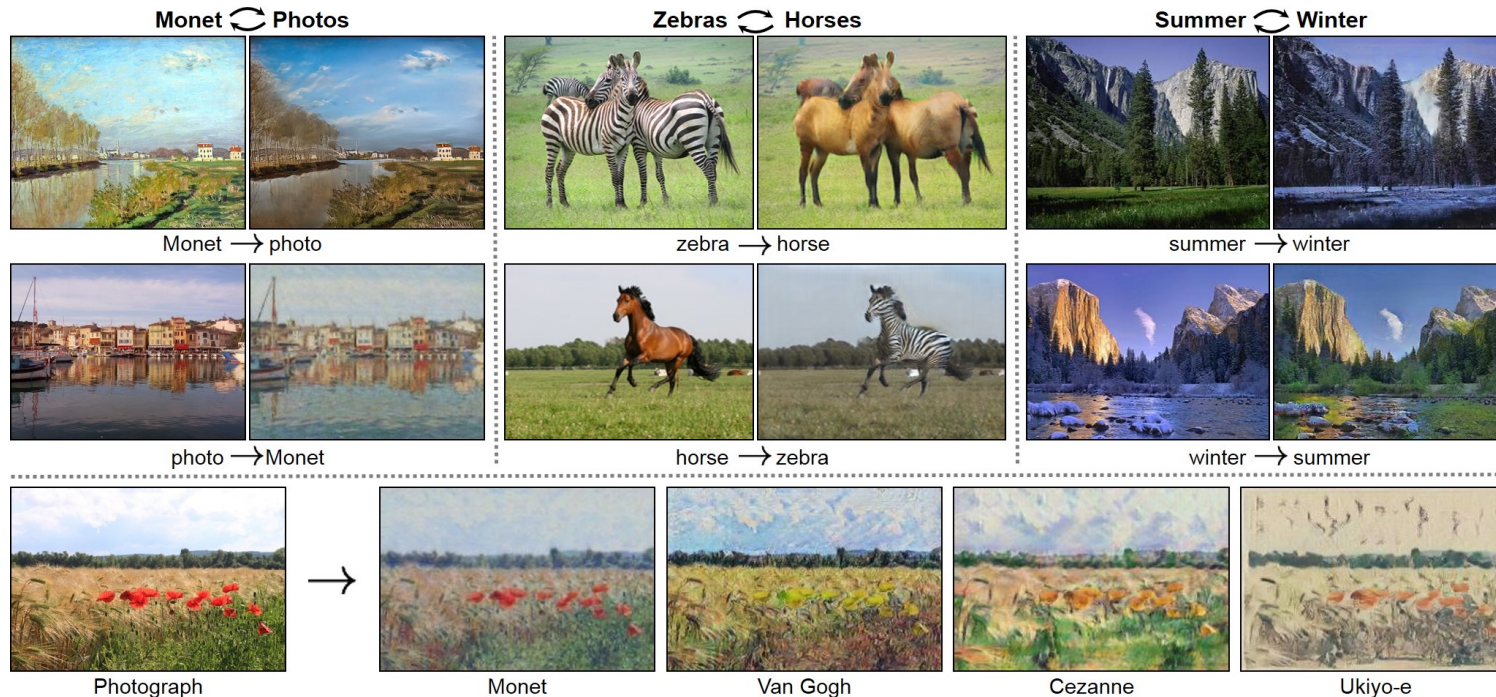 Monet Photos
Zebras Horses
Summer Winter
Monet → photo
zebra → horse
summer → winter
photo → Monet
horse → zebra
winter → summer
Photograph
Monet
Van Gogh
Cezanne
Ukiyo-e